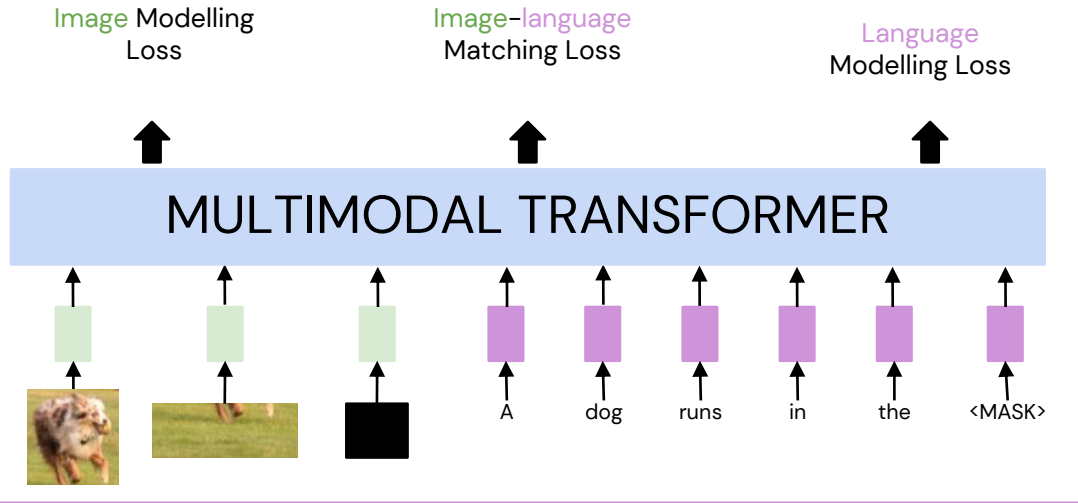 Image Modelling
Loss
Image-language
Matching Loss
Language
Modelling Loss
MULTIMODAL TRANSFORMER
A dog runs in the <MASK>